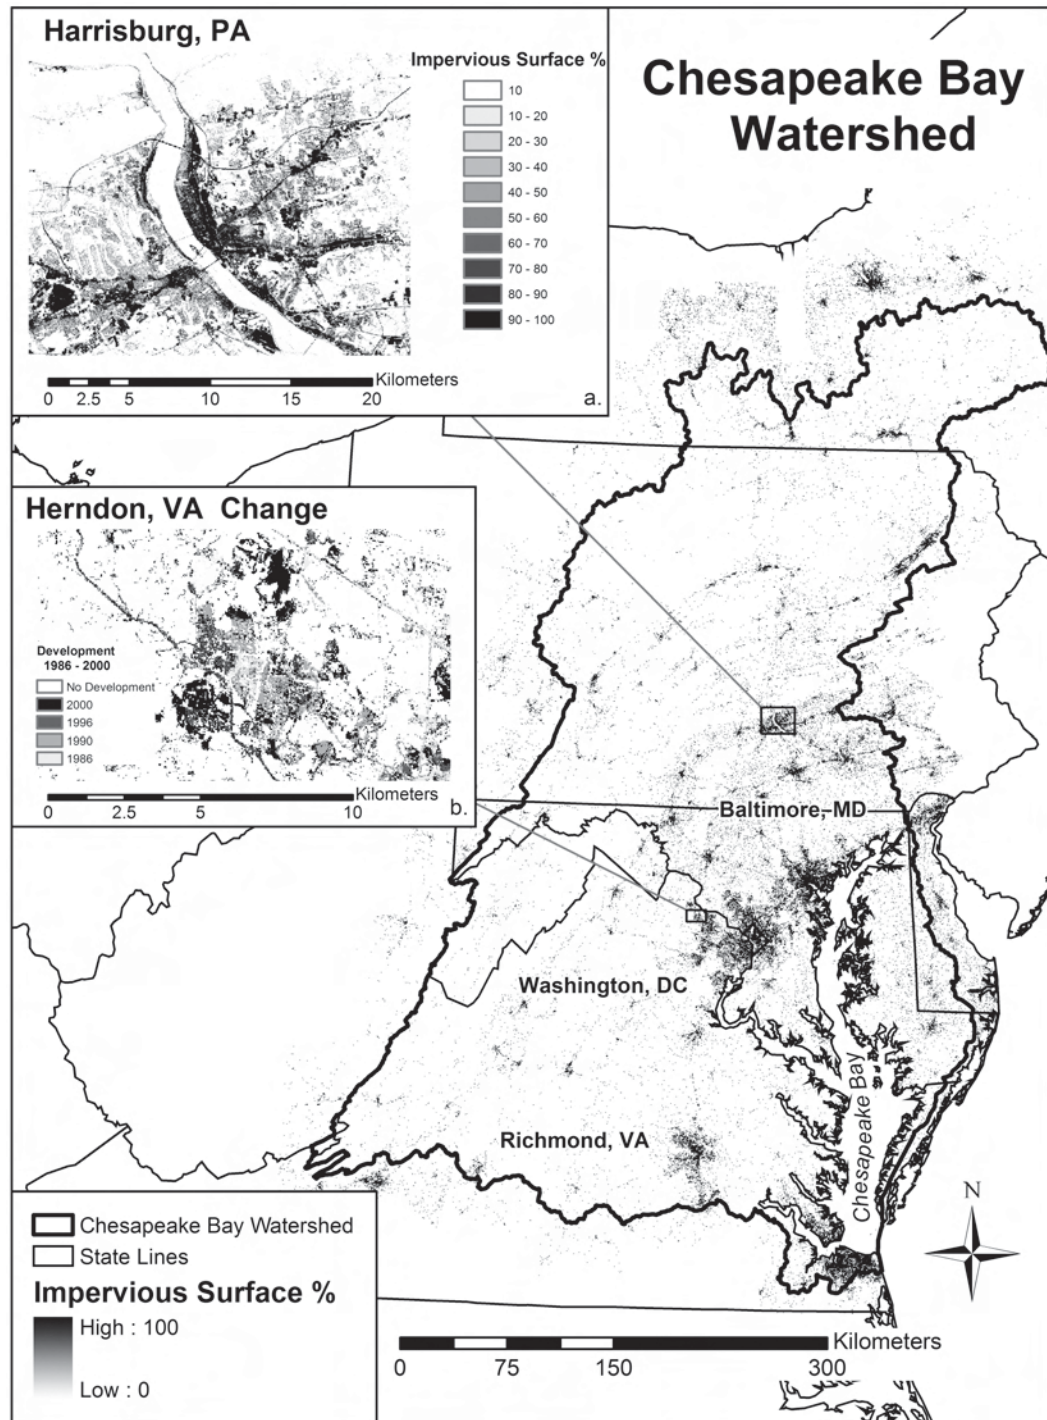 Harrisburg, PA
Impervious Surface %
10
10 - 20
20 - 30
30 - 40
40 - 50
50 - 60
60 - 70
70 - 80
80 - 90
90 - 100
Kilometers
0 2.5 5 10 15 20
a.
Chesapeake Bay
Watershed
Herndon, VA Change
Development
1986 - 2000
No Development
2000
1996
1990
1986
Kilometers
0 2.5 5 10
b.
Baltimore, MD
Washington, DC
Richmond, VA
Chesapeake Bay
N
Chesapeake Bay Watershed
State Lines
Impervious Surface %
High : 100
Low : 0
Kilometers
0 75 150 300